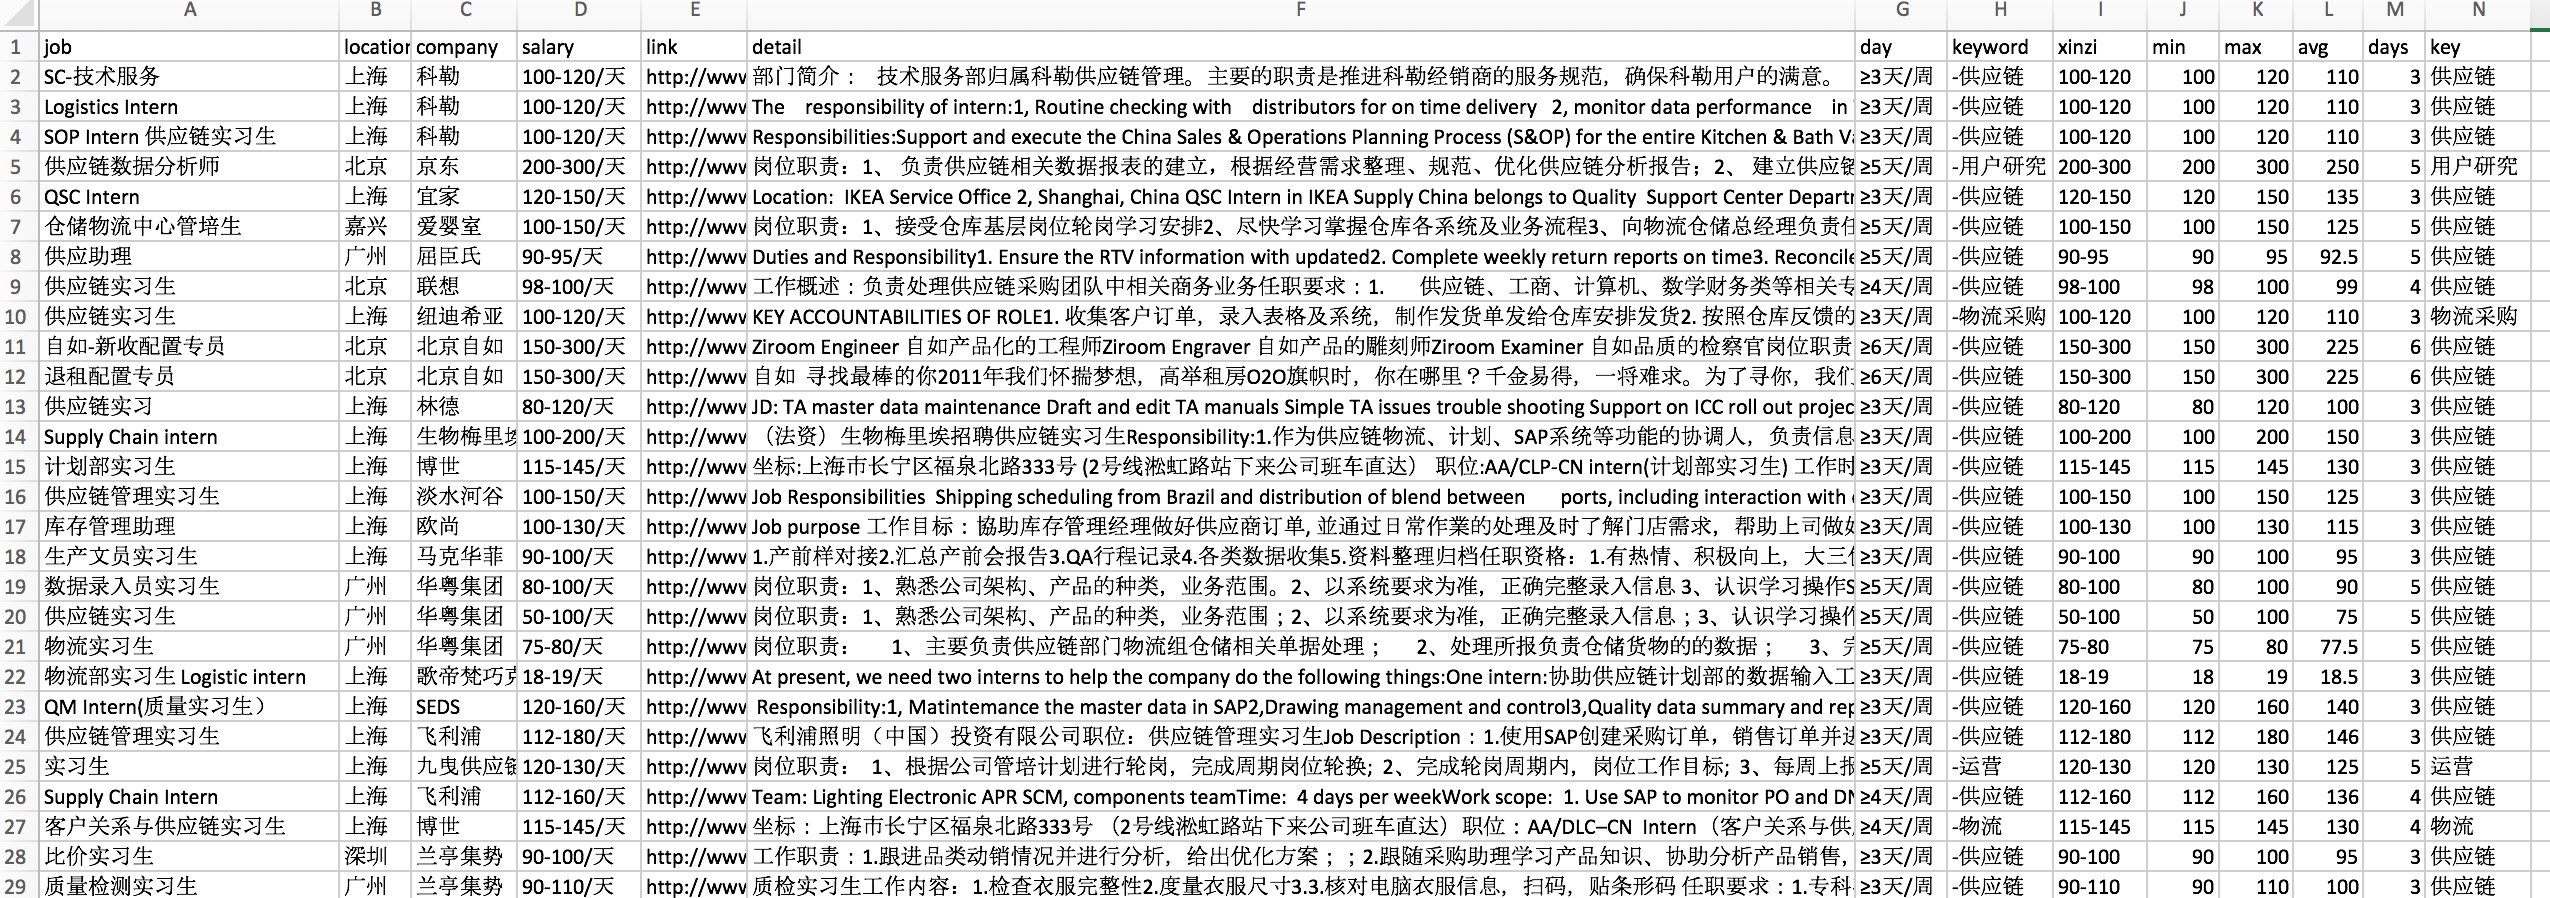 A B C D E F G H I J K L M N
1 job location company salary link detail day keyword xinzi min max avg days key
2 SC-技术服务 上海 科勒 100-120/天 http://www 部门简介： 技术服务部归属科勒供应链管理。主要的职责是推进科勒经销商的服务规范，确保科勒用户的满意。 ≥3天/周 -供应链 100-120 100 120 110 3 供应链
3 Logistics Intern 上海 科勒 100-120/天 http://www The responsibility of intern:1, Routine checking with distributors for on time delivery 2, monitor data performance in ≥3天/周 -供应链 100-120 100 120 110 3 供应链
4 SOP Intern 供应链实习生 上海 科勒 100-120/天 http://www Responsibilities:Support and execute the China Sales & Operations Planning Process (S&OP) for the entire Kitchen & Bath ≥3天/周 -供应链 100-120 100 120 110 3 供应链
5 供应链数据分析师 北京 京东 200-300/天 http://www 岗位职责：1、 负责供应链相关数据报表的建立，根据经营需求整理、规范、优化供应链分析报告；2、 建立供应链 ≥5天/周 -用户研究 200-300 200 300 250 5 用户研究
6 QSC Intern 上海 宜家 120-150/天 http://www Location: IKEA Service Office 2, Shanghai, China QSC Intern in IKEA Supply China belongs to Quality Support Center Departm ≥3天/周 -供应链 120-150 120 150 135 3 供应链
7 仓储物流中心管培生 嘉兴 爱婴室 100-150/天 http://www 岗位职责：1、接受仓库基层岗位轮岗学习安排2、尽快学习掌握仓库各系统及业务流程3、向物流仓储总经理负责任 ≥5天/周 -供应链 100-150 100 150 125 5 供应链
8 供应助理 广州 屈臣氏 90-95/天 http://www Duties and Responsibility1. Ensure the RTV information with updated2. Complete weekly return reports on time3. Reconcile ≥5天/周 -供应链 90-95 90 95 92.5 5 供应链
9 供应链实习生 北京 联想 98-100/天 http://www 工作概述：负责处理供应链采购团队中相关商务业务任职要求：1. 供应链、工商、计算机、数学财务类等相关专 ≥4天/周 -供应链 98-100 98 100 99 4 供应链
10 供应链实习生 上海 纽迪希亚 100-120/天 http://www KEY ACCOUNTABILITIES OF ROLE1. 收集客户订单，录入表格及系统，制作发货单发给仓库安排发货2. 按照仓库反馈的 ≥3天/周 -物流采购 100-120 100 120 110 3 物流采购
11 自如-新收配置专员 北京 北京自如 150-300/天 http://www Ziroom Engineer 自如产品化的工程师Ziroom Engraver 自如产品的雕刻师Ziroom Examiner 自如品质的检察官岗位职责 ≥6天/周 -供应链 150-300 150 300 225 6 供应链
12 退租配置专员 北京 北京自如 150-300/天 http://www 自如 寻找最棒的你2011年我们怀揣梦想，高举租房O2O旗帜时，你在哪里？千金易得，一将难求。为了寻你，我们 ≥6天/周 -供应链 150-300 150 300 225 6 供应链
13 供应链实习 上海 林德 80-120/天 http://www JD: TA master data maintenance Draft and edit TA manuals Simple TA issues trouble shooting Support on ICC roll out projec ≥3天/周 -供应链 80-120 80 120 100 3 供应链
14 Supply Chain intern 上海 生物梅里埃 100-200/天 http://www （法资）生物梅里埃招聘供应链实习生Responsibility:1.作为供应链物流、计划、SAP系统等功能的协调人，负责信息 ≥3天/周 -供应链 100-200 100 200 150 3 供应链
15 计划部实习生 上海 博世 115-145/天 http://www 坐标:上海市长宁区福泉北路333号 (2号线淞虹路站下来公司班车直达） 职位:AA/CLP-CN intern(计划部实习生) 工作时 ≥3天/周 -供应链 115-145 115 145 130 3 供应链
16 供应链管理实习生 上海 淡水河谷 100-150/天 http://www Job Responsibilities Shipping scheduling from Brazil and distribution of blend between ports, including interaction with ≥3天/周 -供应链 100-150 100 150 125 3 供应链
17 库存管理助理 上海 欧尚 100-130/天 http://www Job purpose 工作目标：協助库存管理经理做好供应商订单, 並通过日常作業的处理及时了解门店需求，帮助上司做好 ≥3天/周 -供应链 100-130 100 130 115 3 供应链
18 生产文员实习生 上海 马克华菲 90-100/天 http://www 1.产前样对接2.汇总产前会报告3.QA行程记录4.各类数据收集5.资料整理归档任职资格：1.有热情、积极向上，大三 ≥3天/周 -供应链 90-100 90 100 95 3 供应链
19 数据录入员实习生 广州 华粤集团 80-100/天 http://www 岗位职责：1、熟悉公司架构、产品的种类，业务范围。2、以系统要求为准，正确完整录入信息 3、认识学习操作S ≥5天/周 -供应链 80-100 80 100 90 5 供应链
20 供应链实习生 广州 华粤集团 50-100/天 http://www 岗位职责：1、熟悉公司架构、产品的种类，业务范围；2、以系统要求为准，正确完整录入信息；3、认识学习操作 ≥5天/周 -供应链 50-100 50 100 75 5 供应链
21 物流实习生 广州 华粤集团 75-80/天 http://www 岗位职责： 1、主要负责供应链部门物流组仓储相关单据处理； 2、处理所报负责仓储货物的的数据； 3、完 ≥5天/周 -供应链 75-80 75 80 77.5 5 供应链
22 物流部实习生 Logistic intern 上海 歌帝梵巧克 18-19/天 http://www At present, we need two interns to help the company do the following things:One intern:协助供应链计划部的数据输入工 ≥3天/周 -供应链 18-19 18 19 18.5 3 供应链
23 QM Intern(质量实习生） 上海 SEDS 120-160/天 http://www Responsibility:1, Matintemance the master data in SAP2,Drawing management and control3,Quality data summary and rep ≥3天/周 -供应链 120-160 120 160 140 3 供应链
24 供应链管理实习生 上海 飞利浦 112-180/天 http://www 飞利浦照明（中国）投资有限公司职位：供应链管理实习生Job Description：1.使用SAP创建采购订单，销售订单并进 ≥3天/周 -供应链 112-180 112 180 146 3 供应链
25 实习生 上海 九曳供应链 120-130/天 http://www 岗位职责： 1、根据公司管培计划进行轮岗，完成周期岗位轮换; 2、完成轮岗周期内，岗位工作目标; 3、每周上报 ≥5天/周 -运营 120-130 120 130 125 5 运营
26 Supply Chain Intern 上海 飞利浦 112-160/天 http://www Team: Lighting Electronic APR SCM, components teamTime: 4 days per weekWork scope: 1. Use SAP to monitor PO and DN ≥4天/周 -供应链 112-160 112 160 136 4 供应链
27 客户关系与供应链实习生 上海 博世 115-145/天 http://www 坐标：上海市长宁区福泉北路333号 （2号线淞虹路站下来公司班车直达）职位：AA/DLC–CN Intern（客户关系与供 ≥4天/周 -物流 115-145 115 145 130 4 物流
28 比价实习生 深圳 兰亭集势 90-100/天 http://www 工作职责：1.跟进品类动销情况并进行分析，给出优化方案；；2.跟随采购助理学习产品知识、协助分析产品销售， ≥3天/周 -供应链 90-100 90 100 95 3 供应链
29 质量检测实习生 广州 兰亭集势 90-110/天 http://www 质检实习生工作内容：1.检查衣服完整性2.度量衣服尺寸3.3.核对电脑衣服信息，扫码，贴条形码 任职要求：1.专科 ≥3天/周 -供应链 90-110 90 110 100 3 供应链